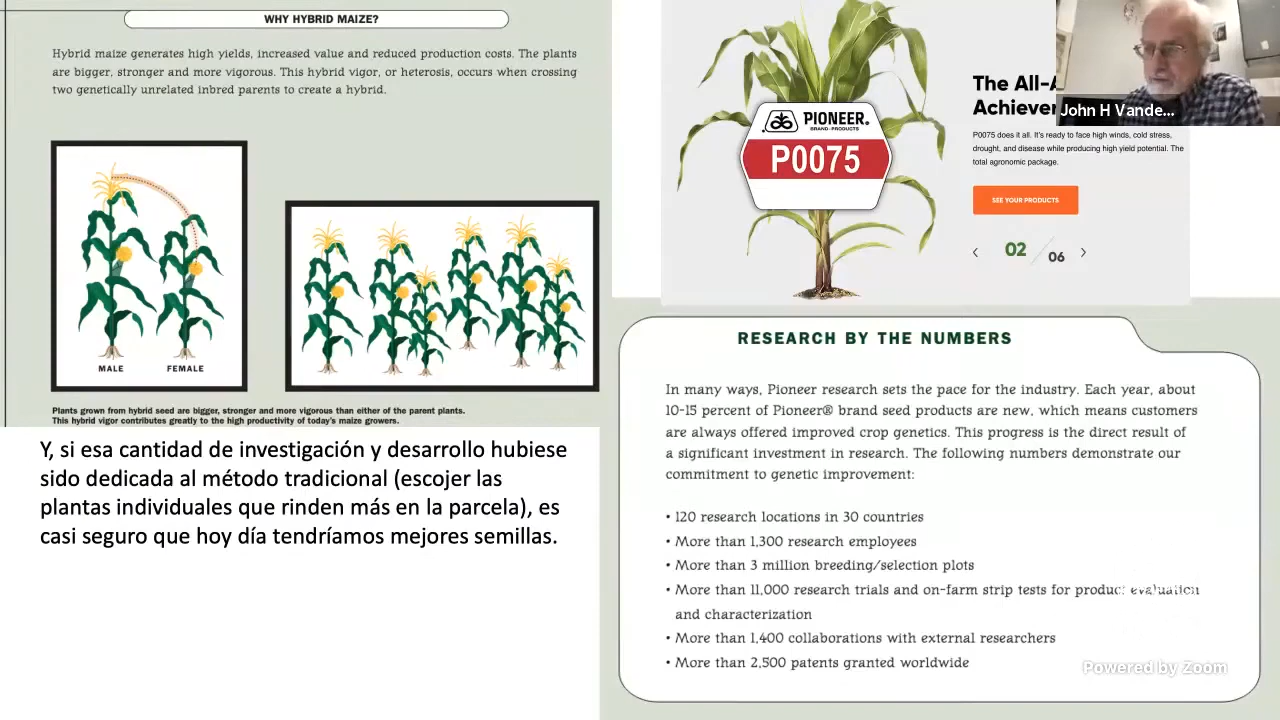 WHY HYBRID MAIZE?
Hybrid maize generates high yields, increased value and reduced production costs. The plants
are bigger, stronger and more vigorous. This hybrid vigor, or heterosis, occurs when crossing
two genetically unrelated inbred parents to create a hybrid.
MALE
FEMALE
Plants grown from hybrid seed are bigger, stronger and more vigorous than either of the parent plants.
This hybrid vigor contributes greatly to the high productivity of today's maize growers.
Y, si esa cantidad de investigación y desarrollo hubiese
sido dedicada al método tradicional (escojer las
plantas individuales que rinden más en la parcela), es
casi seguro que hoy día tendríamos mejores semillas.
PIONEER.
BRAND·PRODUCTS
P0075
The All-A
Achiever
P0075 does it all. It's ready to face high winds, cold stress,
drought, and disease while producing high yield potential. The
total agronomic package.
SEE YOUR PRODUCTS
02
06
John H Vande...
RESEARCH BY THE NUMBERS
In many ways, Pioneer research sets the pace for the industry. Each year, about
10-15 percent of Pioneer® brand seed products are new, which means customers
are always offered improved crop genetics. This progress is the direct result of
a significant investment in research. The following numbers demonstrate our
commitment to genetic improvement:
• 120 research locations in 30 countries
• More than 1,300 research employees
• More than 3 million breeding/selection plots
• More than 11,000 research trials and on-farm strip tests for product evaluation
and characterization
• More than 1,400 collaborations with external researchers
• More than 2,500 patents granted worldwide
Powered by Zoom